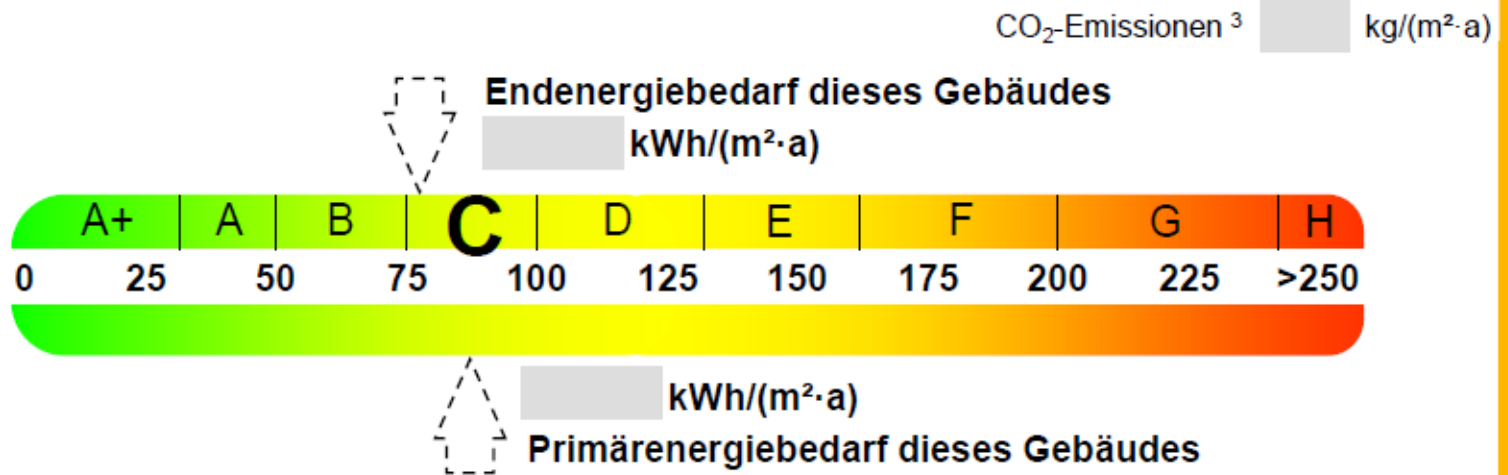 CO₂-Emissionen ³ kg/(m²·a)
Endenergiebedarf dieses Gebäudes
kWh/(m²·a)
A+ A B C D E F G H
0 25 50 75 100 125 150 175 200 225 >250
kWh/(m²·a)
Primärenergiebedarf dieses Gebäudes